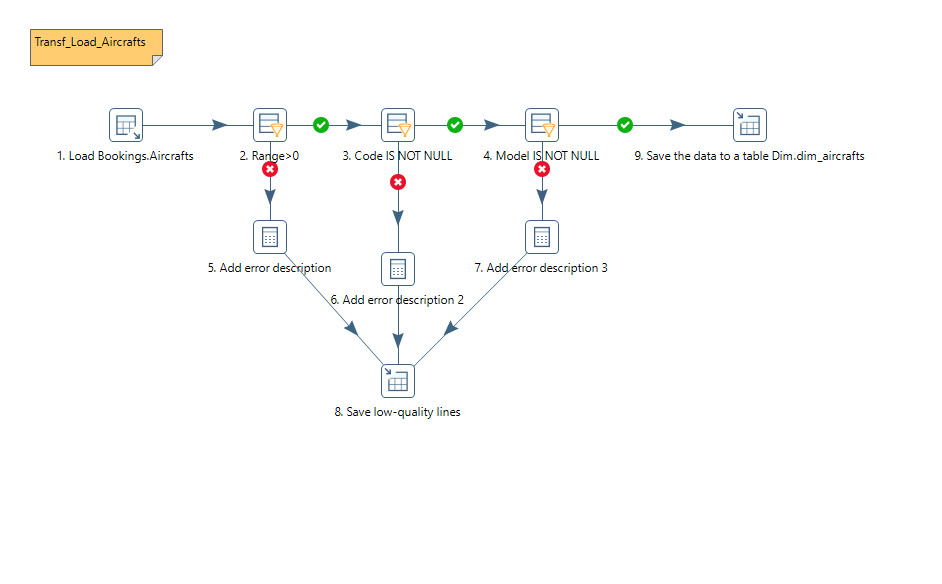 Transf_Load_Aircrafts
1. Load Bookings.Aircrafts
2. Range>0
3. Code IS NOT NULL
4. Model IS NOT NULL
9. Save the data to a table Dim.dim_aircrafts
5. Add error description
7. Add error description 3
6. Add error description 2
8. Save low-quality lines